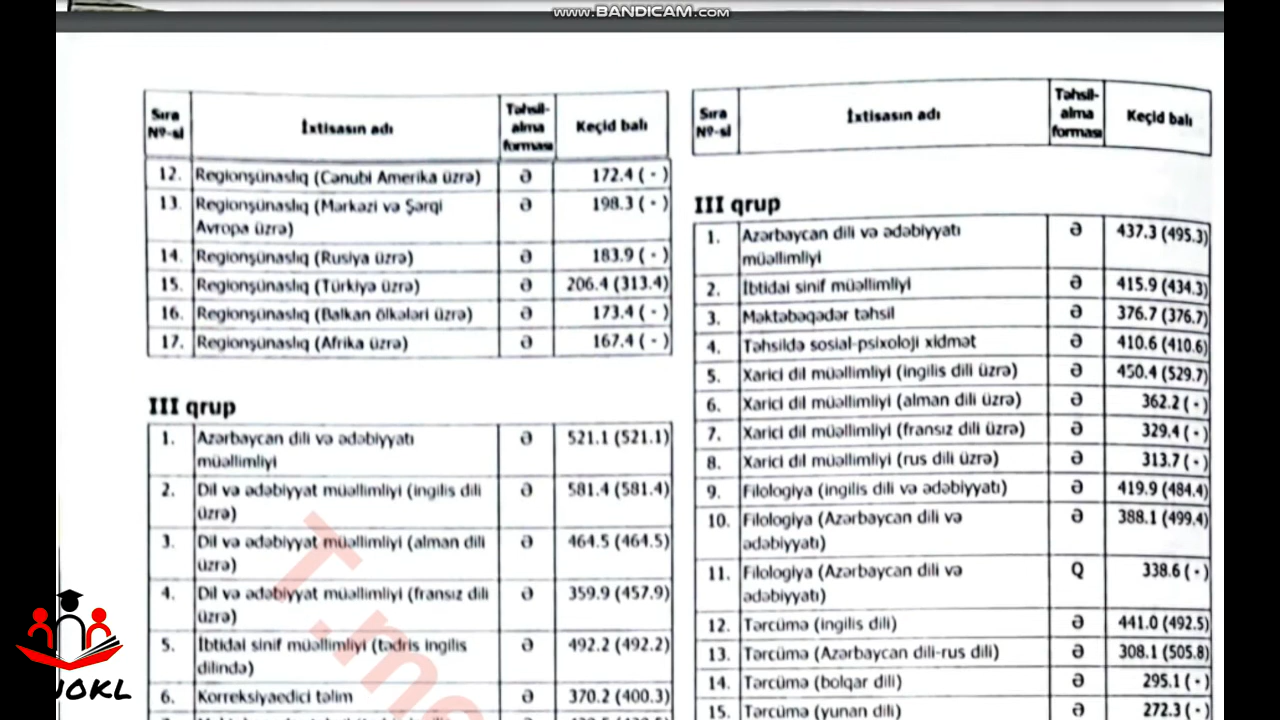 www.BANDICAM.com
Sıra
Nº-si
İxtisasın adı
Təhsil-
alma
forması
Keçid balı
12. Regionşünaslıq (Cənubi Amerika üzrə) Ə 172.4 ( - )
13. Regionşünaslıq (Mərkəzi və Şərqi Ə 198.3 ( - )
Avropa üzrə)
14. Regionşünaslıq (Rusiya üzrə) Ə 183.9 ( - )
15. Regionşünaslıq (Türkiyə üzrə) Ə 206.4 (313.4)
16. Regionşünaslıq (Balkan ölkələri üzrə) Ə 173.4 ( - )
17. Regionşünaslıq (Afrika üzrə) Ə 167.4 ( - )
III qrup
1. Azərbaycan dili və ədəbiyyatı Ə 521.1 (521.1)
müəllimliyi
2. Dil və ədəbiyyat müəllimliyi (ingilis dili Ə 581.4 (581.4)
üzrə)
3. Dil və ədəbiyyat müəllimliyi (alman dili Ə 464.5 (464.5)
üzrə)
4. Dil və ədəbiyyat müəllimliyi (fransız dili Ə 359.9 (457.9)
üzrə)
5. İbtidai sinif müəllimliyi (tədris ingilis Ə 492.2 (492.2)
dilində)
6. Korreksiyaedici təlim Ə 370.2 (400.3)
T.me
Sıra
Nº-si
İxtisasın adı
Təhsil-
alma
forması
Keçid balı
III qrup
1. Azərbaycan dili və ədəbiyyatı Ə 437.3 (495.3)
müəllimliyi
2. İbtidai sinif müəllimliyi Ə 415.9 (434.3)
3. Məktəbəqədər təhsil Ə 376.7 (376.7)
4. Təhsildə sosial-psixoloji xidmət Ə 410.6 (410.6)
5. Xarici dil müəllimliyi (ingilis dili üzrə) Ə 450.4 (529.7)
6. Xarici dil müəllimliyi (alman dili üzrə) Ə 362.2 ( - )
7. Xarici dil müəllimliyi (fransız dili üzrə) Ə 329.4 ( - )
8. Xarici dil müəllimliyi (rus dili üzrə) Ə 313.7 ( - )
9. Filologiya (ingilis dili və ədəbiyyatı) Ə 419.9 (484.4)
10. Filologiya (Azərbaycan dili və Ə 388.1 (499.4)
ədəbiyyatı)
11. Filologiya (Azərbaycan dili və Q 338.6 ( - )
ədəbiyyatı)
12. Tərcümə (ingilis dili) Ə 441.0 (492.5)
13. Tərcümə (Azərbaycan dili-rus dili) Ə 308.1 (505.8)
14. Tərcümə (bolqar dili) Ə 295.1 ( - )
15. Tərcümə (yunan dili) Ə 272.3 ( - )